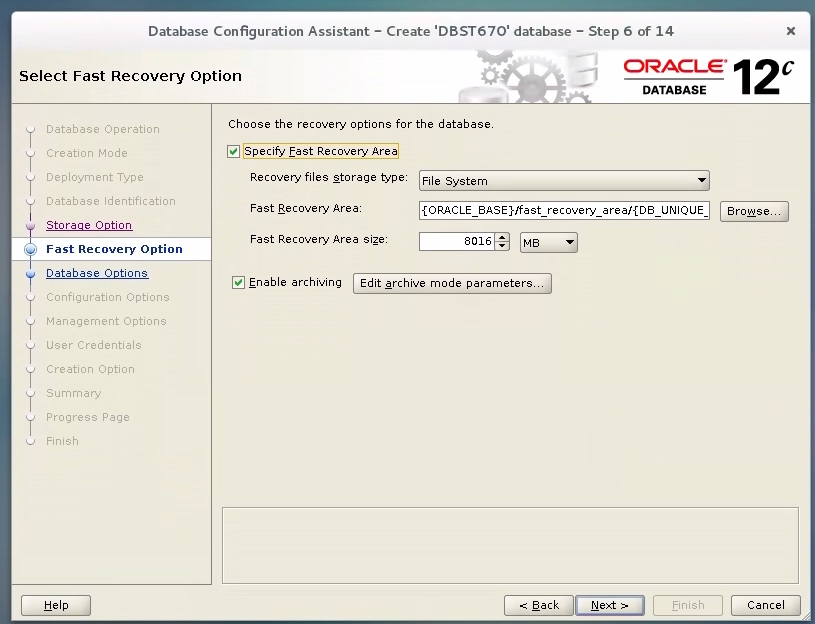 Database Configuration Assistant - Create 'DBST670' database - Step 6 of 14
Select Fast Recovery Option
ORACLE
DATABASE
12c
Database Operation
Creation Mode
Deployment Type
Database Identification
Storage Option
Fast Recovery Option
Database Options
Configuration Options
Management Options
User Credentials
Creation Option
Summary
Progress Page
Finish
Choose the recovery options for the database.
Specify Fast Recovery Area
Recovery files storage type: File System
Fast Recovery Area: {ORACLE_BASE}/fast_recovery_area/{DB_UNIQUE_ Browse...
Fast Recovery Area size: 8016 MB
Enable archiving Edit archive mode parameters...
Help < Back Next > Finish Cancel